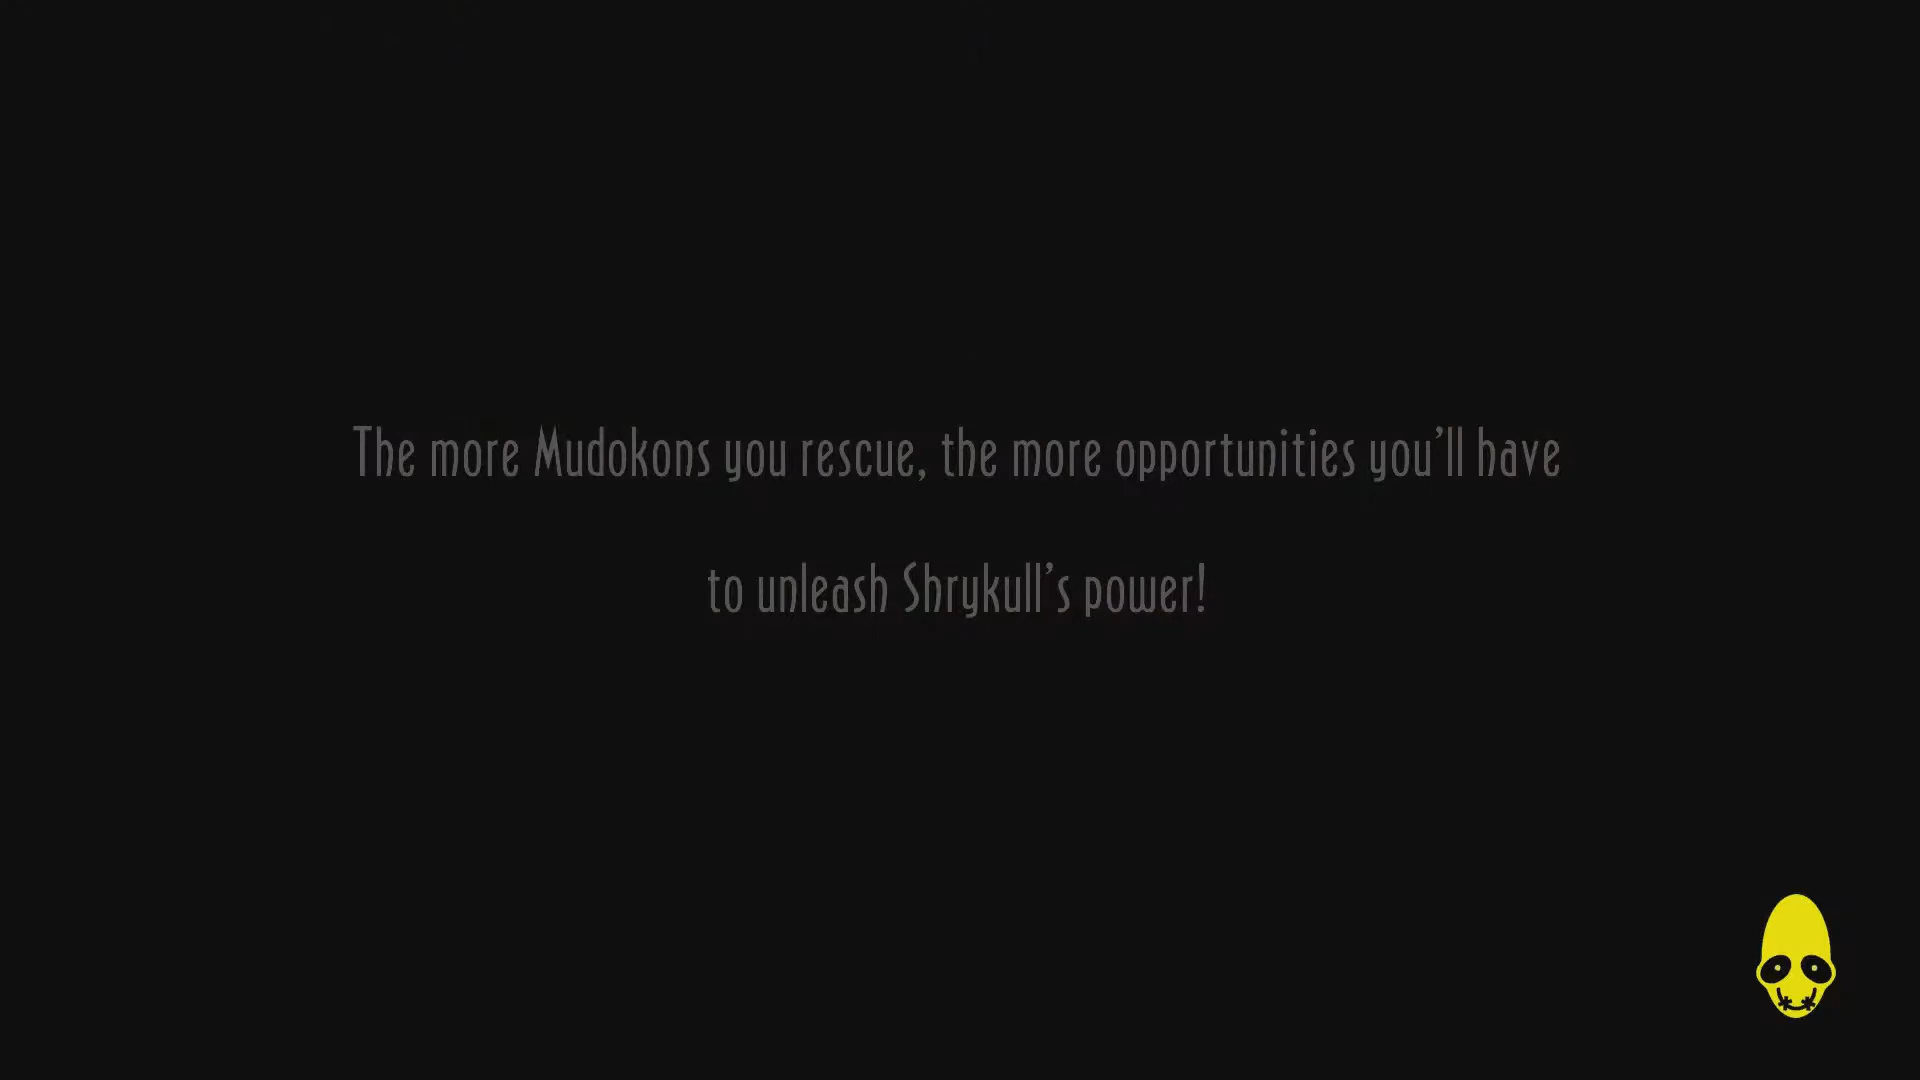 The more Mudokons you rescue, the more opportunities you’ll have
to unleash Shrykull’s power!